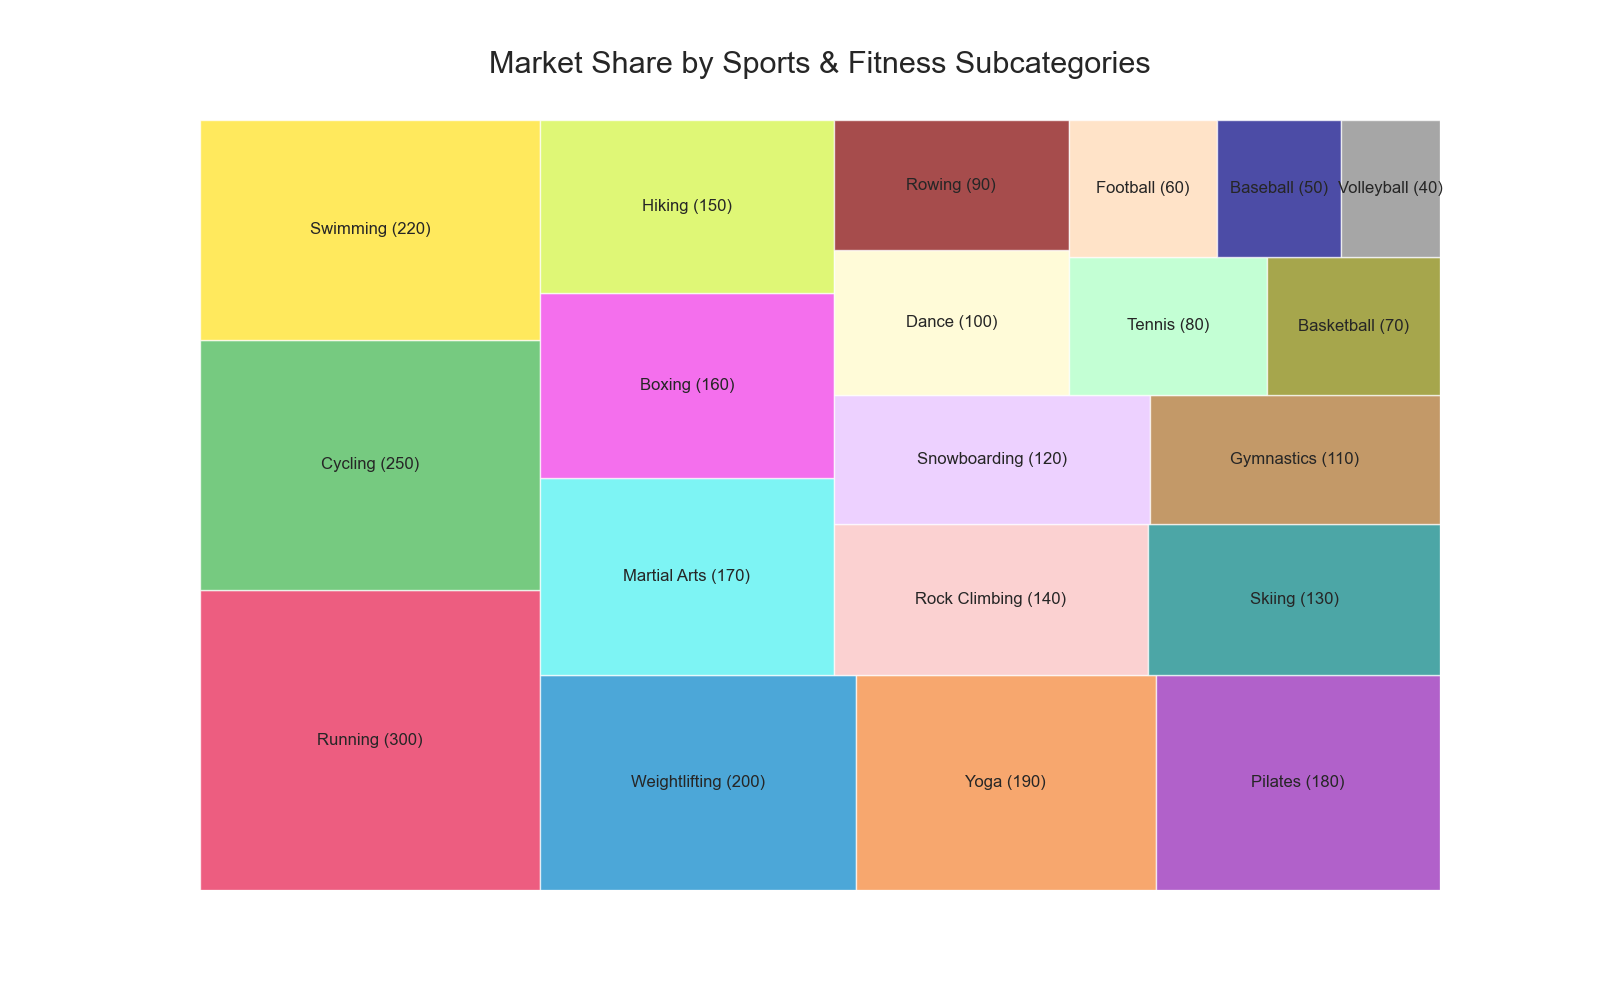 Market Share by Sports & Fitness Subcategories
Swimming (220)
Hiking (150)
Rowing (90)
Football (60)
Baseball (50)
Volleyball (40)
Dance (100)
Tennis (80)
Basketball (70)
Boxing (160)
Cycling (250)
Snowboarding (120)
Gymnastics (110)
Martial Arts (170)
Rock Climbing (140)
Skiing (130)
Running (300)
Weightlifting (200)
Yoga (190)
Pilates (180)